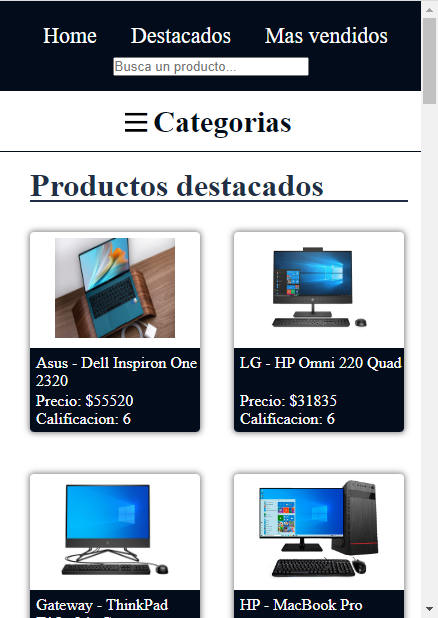 Home Destacados Mas vendidos
Busca un producto...
☰ Categorias
Productos destacados
Asus - Dell Inspiron One
2320
Precio: $55520
Calificacion: 6
LG - HP Omni 220 Quad
Precio: $31835
Calificacion: 6
Gateway - ThinkPad
HP - MacBook Pro